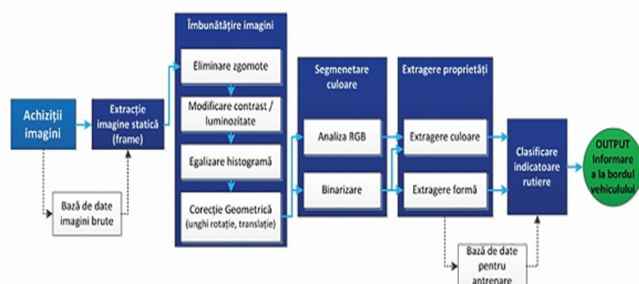 Achiziții
imagini
Extracție
imagine statică
(frame)
Bază de date
imagini brute
Îmbunătățire imagini
Eliminare zgomote
Modificare contrast /
luminozitate
Egalizare histogramă
Corecție Geometrică
(unghi rotație, translație)
Segmenetare
culoare
Analiza RGB
Binarizare
Extragere proprietăți
Extragere culoare
Extragere formă
Bază de date
pentru
antrenare
Clasificare
indicatoare
rutiere
OUTPUT
Informare
a la bordul
vehiculului